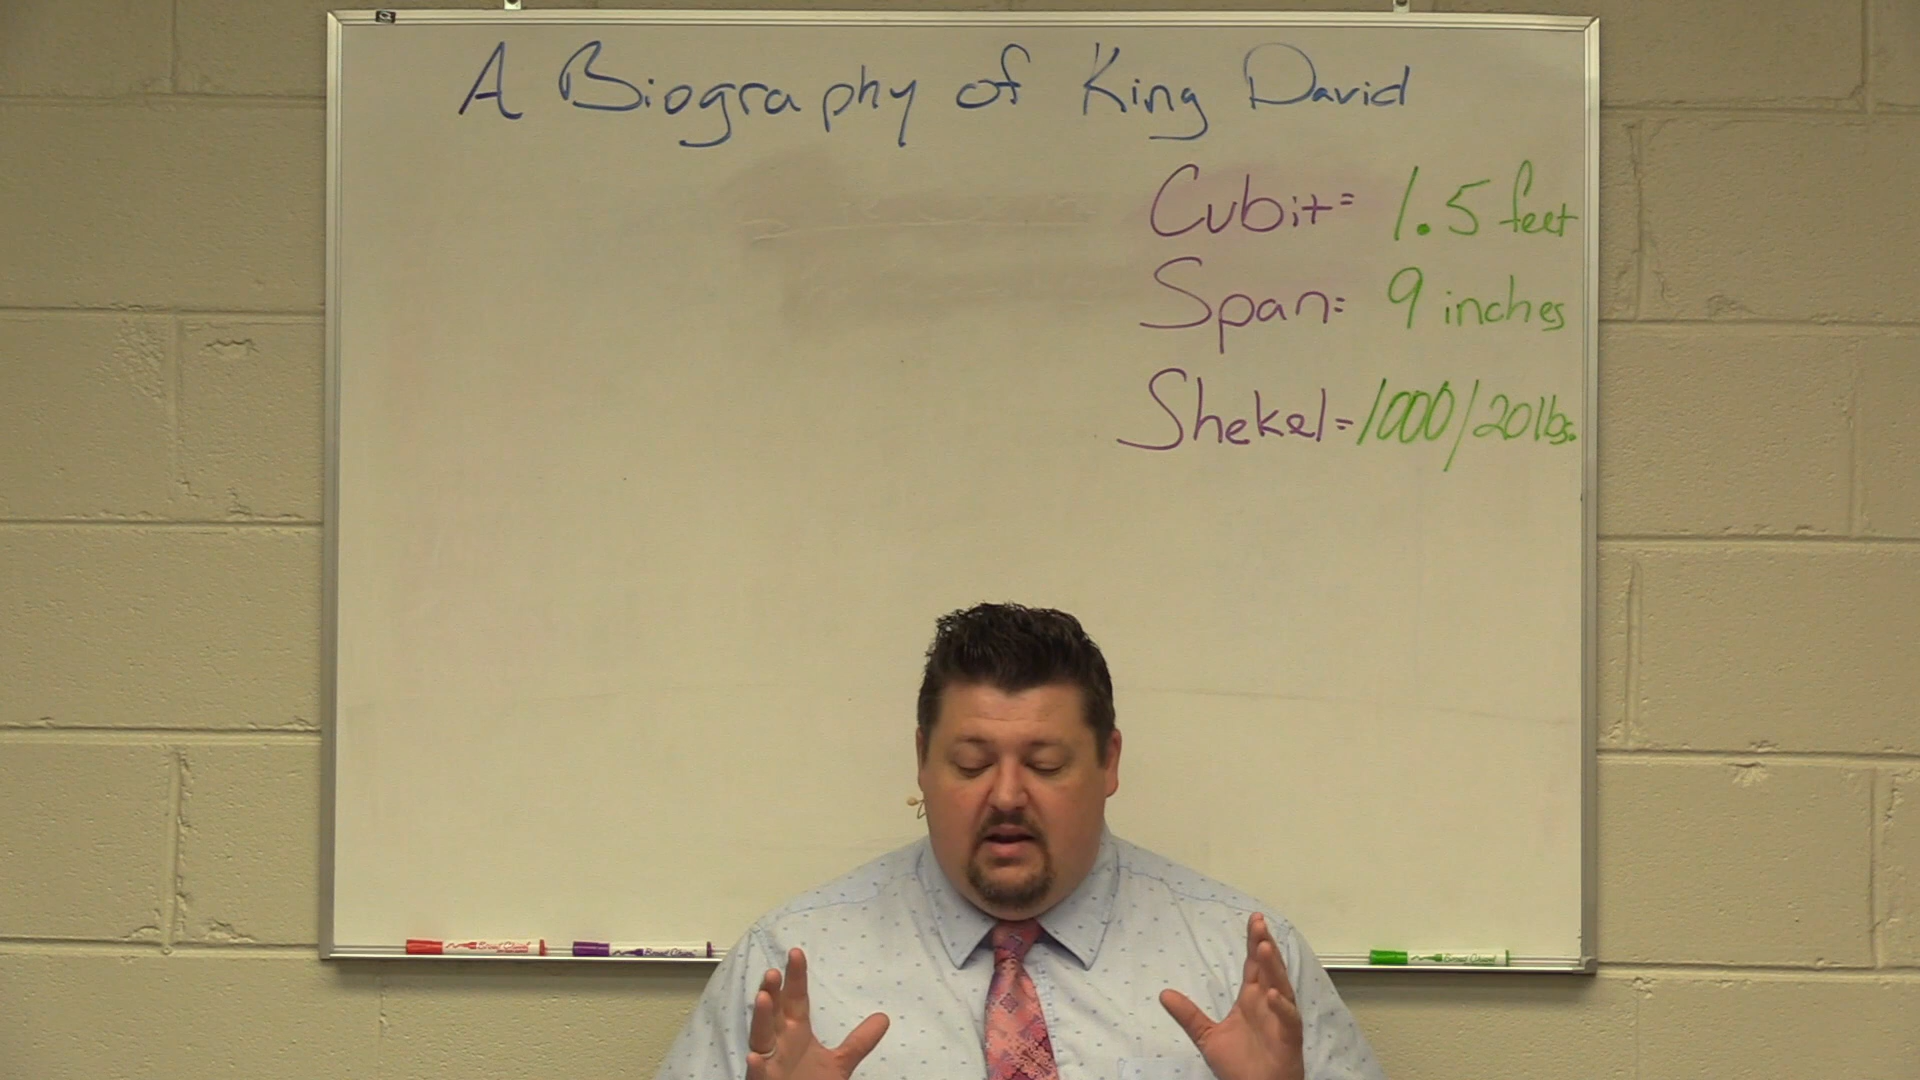 A Biography of King David
Cubit= 1.5 feet
Span= 9 inches
Shekel=1000/20lbs.